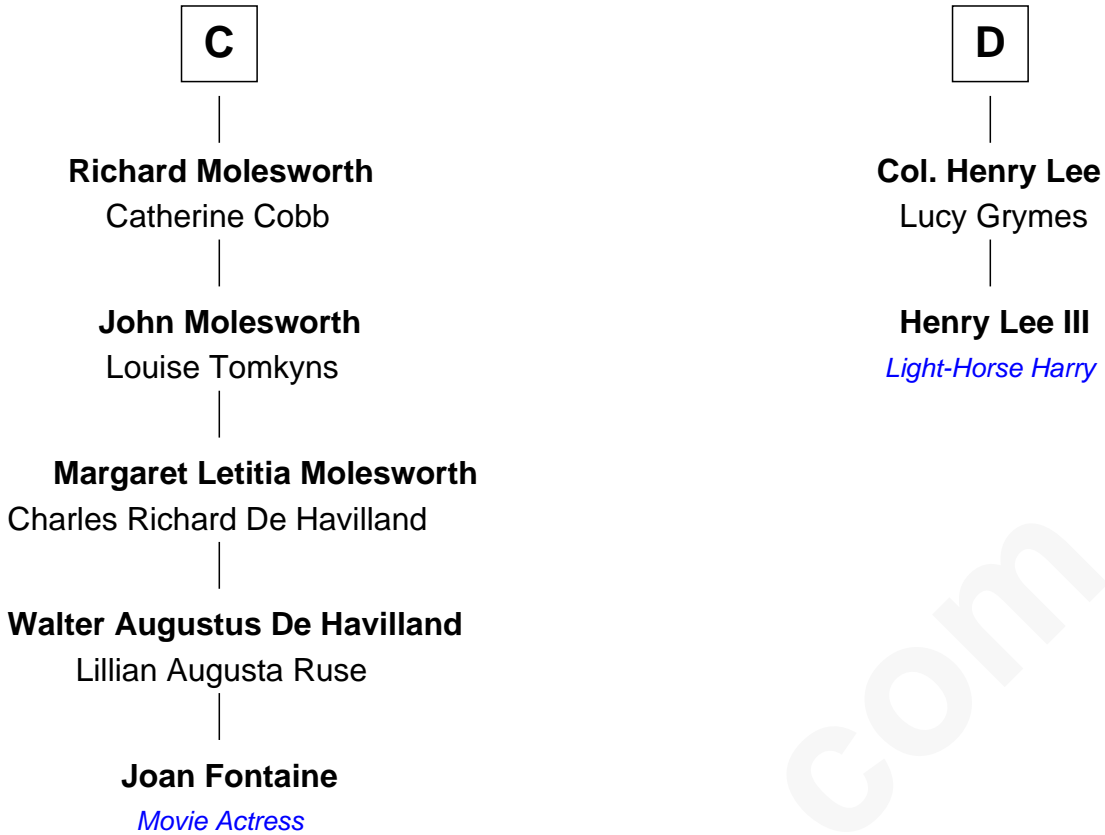 C
Richard Molesworth
Catherine Cobb
John Molesworth
Louise Tomkyns
Margaret Letitia Molesworth
Charles Richard De Havilland
Walter Augustus De Havilland
Lillian Augusta Ruse
Joan Fontaine
Movie Actress
D
Col. Henry Lee
Lucy Grymes
Henry Lee III
Light-Horse Harry
com